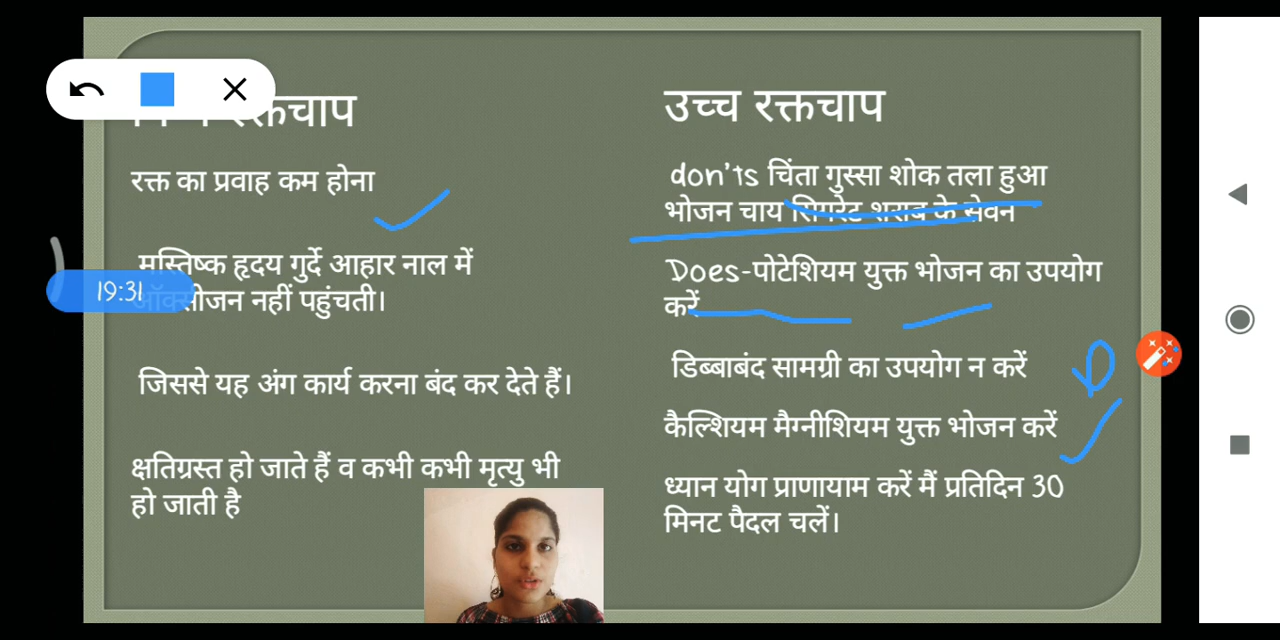 रक्तचाप
रक्त का प्रवाह कम होना
मस्तिष्क हृदय गुर्दे आहार नाल में
ऑक्सीजन नहीं पहुंचती।
19:31
जिससे यह अंग कार्य करना बंद कर देते हैं।
क्षतिग्रस्त हो जाते हैं व कभी कभी मृत्यु भी
हो जाती है
उच्च रक्तचाप
don'ts चिंता गुस्सा शोक तला हुआ
भोजन चाय सिगरेट शराब के सेवन
Does-पोटेशियम युक्त भोजन का उपयोग
करें
डिब्बाबंद सामग्री का उपयोग न करें
कैल्शियम मैग्नीशियम युक्त भोजन करें
ध्यान योग प्राणायाम करें मैं प्रतिदिन 30
मिनट पैदल चलें।